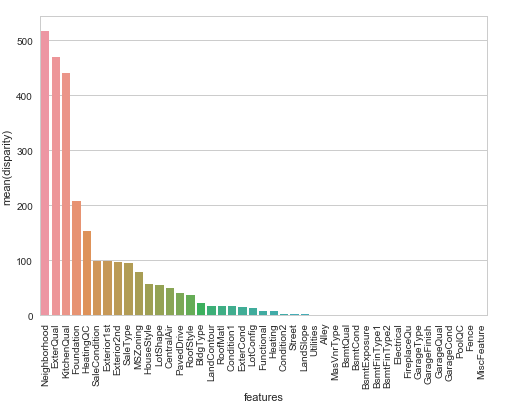 mean(disparity)
500
400
300
200
100
0
Neighborhood
ExterQual
KitchenQual
Foundation
HeatingQC
SaleCondition
Exterior1st
Exterior2nd
SaleType
MSZoning
HouseStyle
LotShape
CentralAir
PavedDrive
RoofStyle
BldgType
LandContour
RoofMatl
Condition1
ExterCond
LotConfig
Functional
Heating
Condition2
Street
LandSlope
Utilities
Alley
MasVnrType
BsmtQual
BsmtCond
BsmtExposure
BsmtFinType1
BsmtFinType2
Electrical
FireplaceQu
GarageType
GarageFinish
GarageQual
GarageCond
PoolQC
Fence
MiscFeature
features